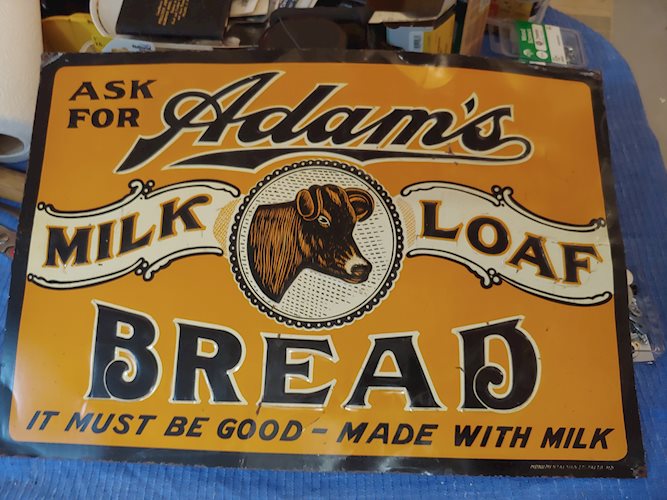 ASK FOR Adam's
MILK LOAF
BREAD
IT MUST BE GOOD - MADE WITH MILK